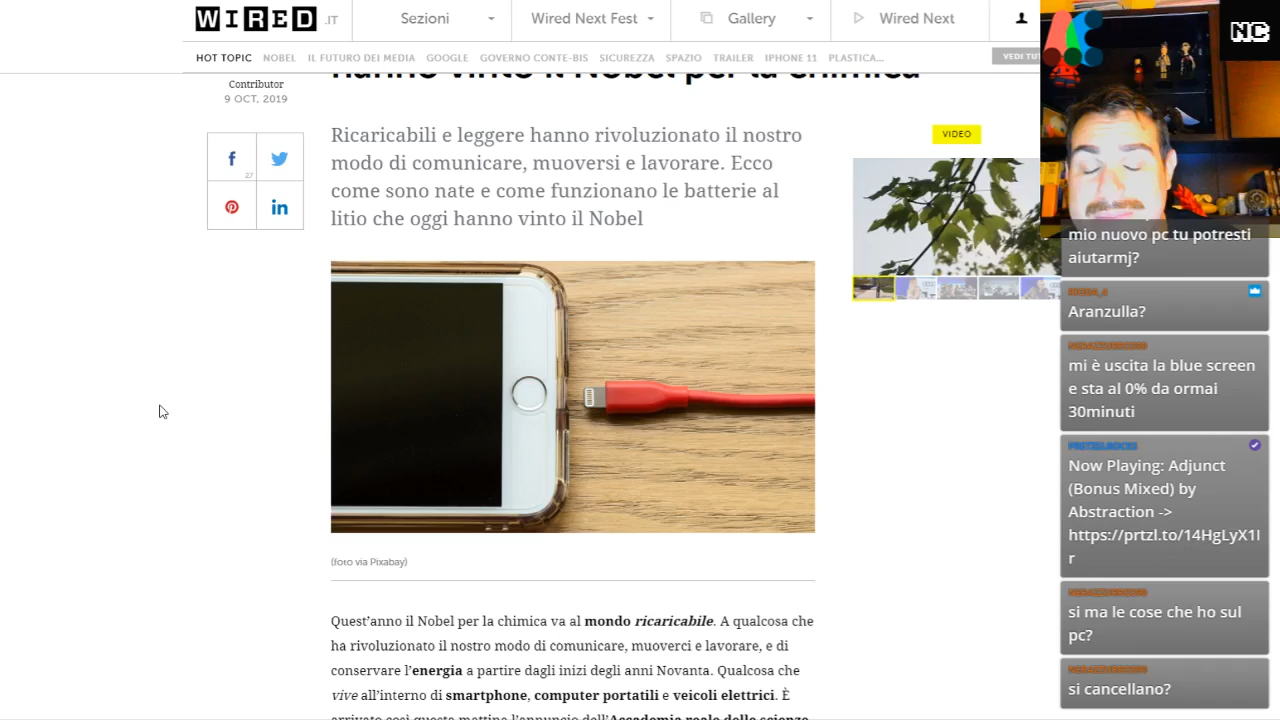 WIRED .IT
Sezioni
Wired Next Fest
Gallery
Wired Next
HOT TOPIC NOBEL IL FUTURO DEI MEDIA GOOGLE GOVERNO CONTE-BIS SICUREZZA SPAZIO TRAILER IPHONE 11 PLASTICA...
VEDI TUT
NC
hanno vinto il Nobel per la chimica
Contributor
9 OCT, 2019
27
Ricaricabili e leggere hanno rivoluzionato il nostro
modo di comunicare, muoversi e lavorare. Ecco
come sono nate e come funzionano le batterie al
litio che oggi hanno vinto il Nobel
VIDEO
(foto via Pixabay)
Quest'anno il Nobel per la chimica va al mondo ricaricabile. A qualcosa che
ha rivoluzionato il nostro modo di comunicare, muoverci e lavorare, e di
conservare l'energia a partire dagli inizi degli anni Novanta. Qualcosa che
vive all'interno di smartphone, computer portatili e veicoli elettrici. È
arrivato così questa mattina l'annuncio dell'Accademia reale delle scienze
mio nuovo pc tu potresti
aiutarmj?
Aranzulla?
mi è uscita la blue screen
e sta al 0% da ormai
30minuti
Now Playing: Adjunct
(Bonus Mixed) by
Abstraction ->
https://prtzl.to/14HgLyX1l
r
si ma le cose che ho sul
pc?
si cancellano?